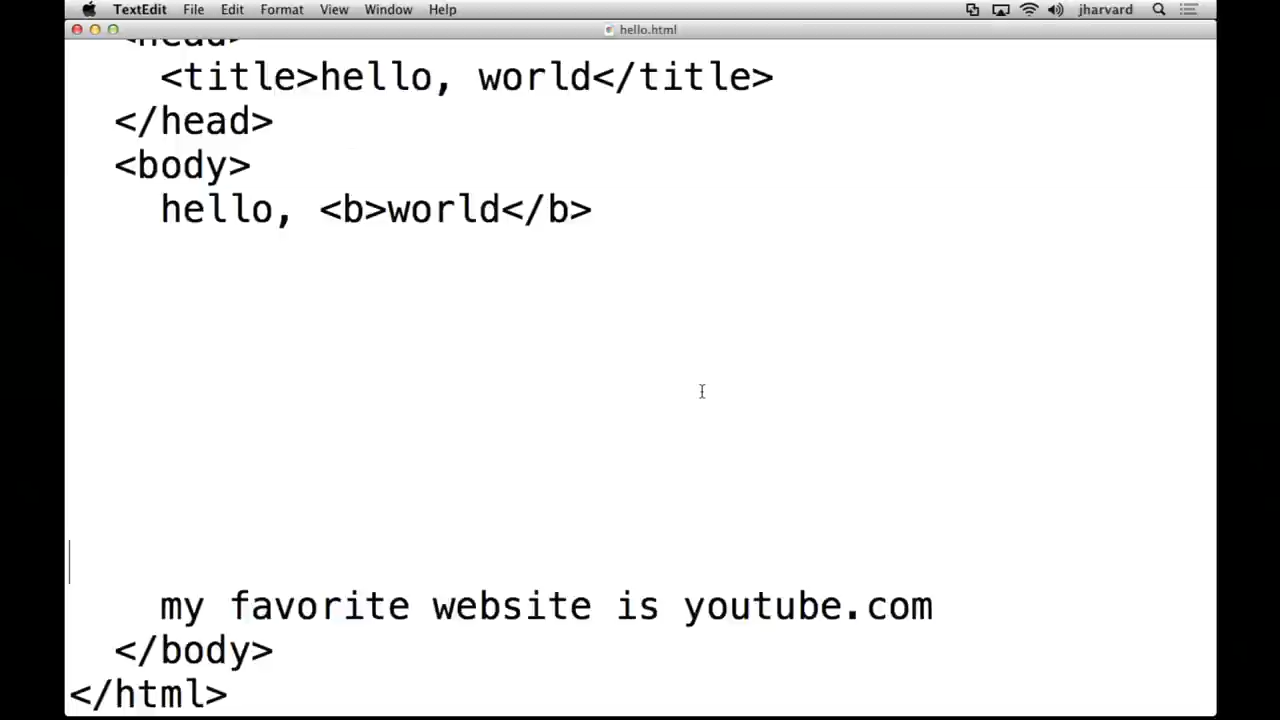 TextEdit File Edit Format View Window Help jharvard
hello.html
<head>
<title>hello, world</title>
</head>
<body>
hello, <b>world</b>
my favorite website is youtube.com
</body>
</html>